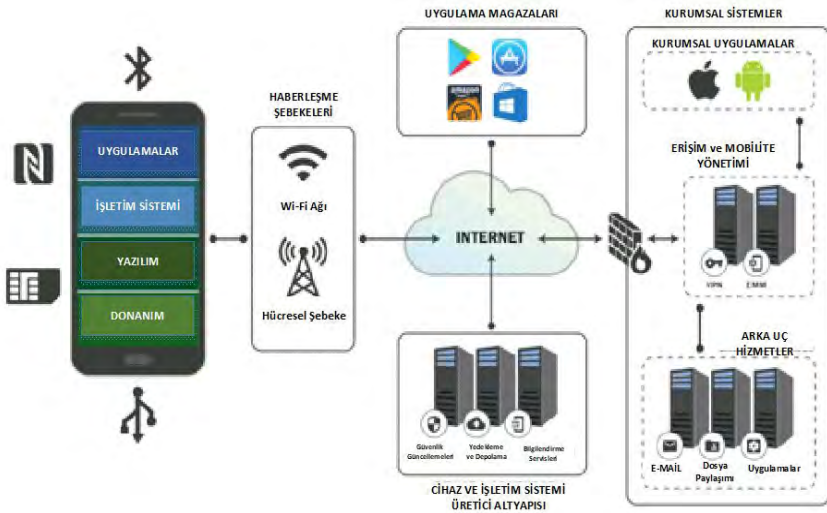 UYGULAMA MAGAZALARI
KURUMSAL SİSTEMLER
KURUMSAL UYGULAMALAR
amazon
HABERLEŞME
ŞEBEKELERİ
UYGULAMALAR
İŞLETİM SİSTEMİ
YAZILIM
DONANIM
Wi-Fi Ağı
Hücresel Şebeke
INTERNET
ERİŞİM ve MOBİLİTE
YÖNETİMİ
VPN
EMM
Güvenlik
Güncellemeleri
Yedekleme
ve Depolama
Bilgilendirme
Servisleri
CİHAZ VE İŞLETİM SİSTEMİ
ÜRETİCİ ALTYAPISI
ARKA UÇ
HİZMETLER
E-MAİL
Dosya
Paylaşımı
Uygulamalar